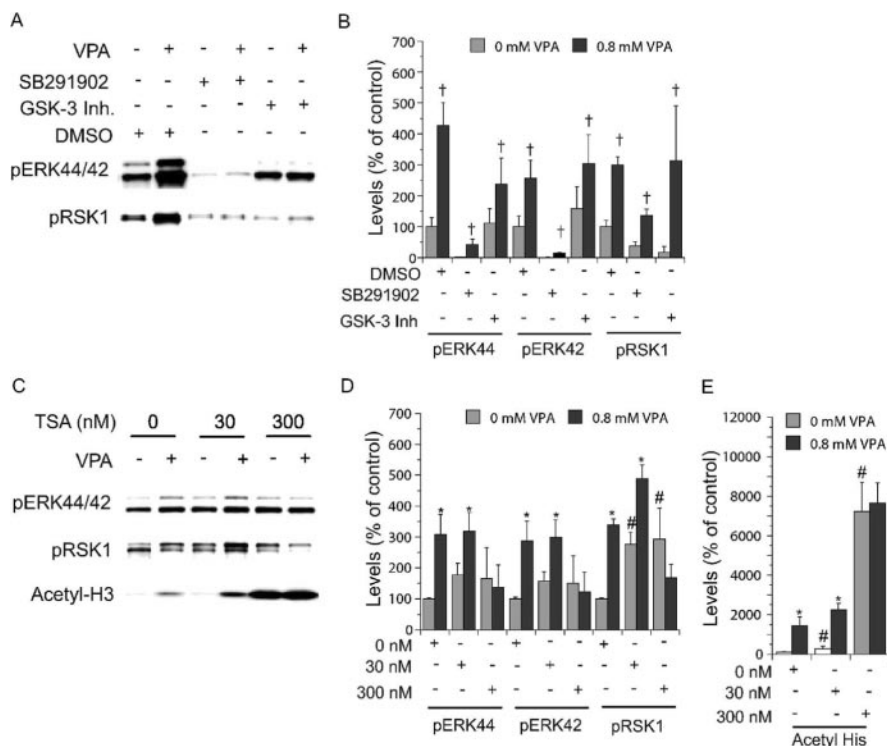 A
VPA - + - + - +
SB291902 - - + + - -
GSK-3 Inh. - - - - + +
DMSO + + - - - -
pERK44/42
pRSK1
B
0 mM VPA 0.8 mM VPA
Levels (% of control)
700
600
500
400
300
200
100
0
† † † † † † † † †
DMSO + - - + - - + - -
SB291902 - + - - + - - + -
GSK-3 Inh - - + - - + - - +
pERK44 pERK42 pRSK1
C
TSA (nM) 0 30 300
VPA - + - + - +
pERK44/42
pRSK1
Acetyl-H3
D
0 mM VPA 0.8 mM VPA
Levels (% of control)
700
600
500
400
300
200
100
0
* * * * * # * #
0 nM + - - + - - + - -
30 nM - + - - + - - + -
300 nM - - + - - + - - +
pERK44 pERK42 pRSK1
E
0 mM VPA
0.8 mM VPA
Levels (% of control)
12000
10000
8000
6000
4000
2000
0
* # * #
0 nM + - -
30 nM - + -
300 nM - - +
Acetyl His